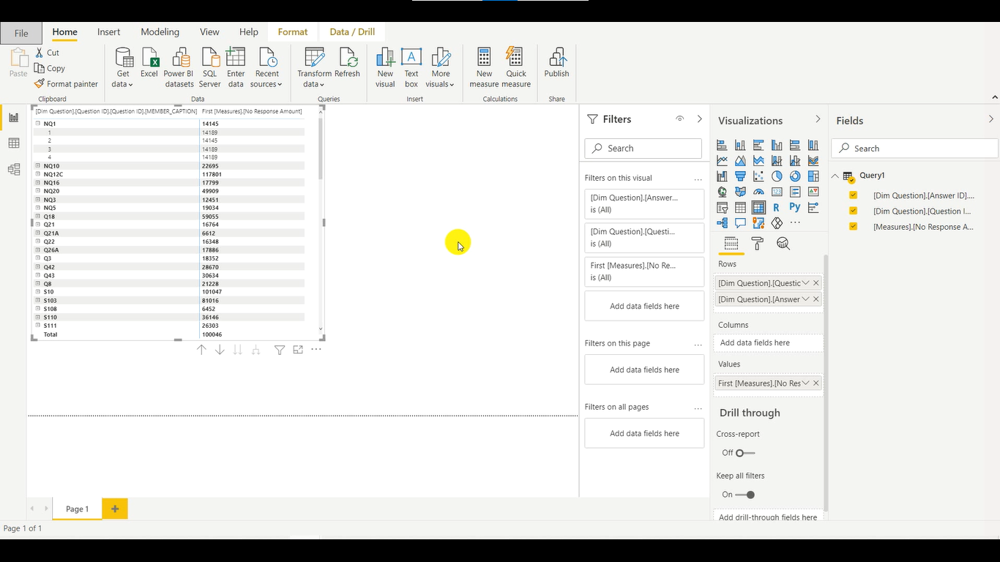 File Home Insert Modeling View Help Format Data / Drill
Paste
Cut
Copy
Format painter
Clipboard
Get data
Excel
Power BI datasets
SQL Server
Enter data
Recent sources
Data
Transform data
Refresh
Queries
New visual
Text box
More visuals
Insert
New measure
Quick measure
Calculations
Publish
Share
[Dim Question].[Question ID].[Question ID].[MEMBER_CAPTION] First [Measures].[No Response Amount]
NQ1 14145
1 14189
2 14145
3 14189
4 14189
NQ10 22695
NQ12C 117801
NQ16 17799
NQ20 49909
NQ3 12451
NQ5 19034
Q18 59055
Q21 16764
Q21A 6612
Q22 16348
Q26A 17886
Q3 18352
Q42 28670
Q43 30634
Q8 21228
S10 101047
S103 81016
S108 6452
S110 36146
S111 26303
Total 100046
Page 1
Page 1 of 1
Filters
Search
Filters on this visual ...
[Dim Question].[Answer...
is (All)
[Dim Question].[Questi...
is (All)
First [Measures].[No Re...
is (All)
Add data fields here
Filters on this page ...
Add data fields here
Filters on all pages ...
Add data fields here
Visualizations
R Py
...
Rows
[Dim Question].[Questic
[Dim Question].[Answer
Columns
Add data fields here
Values
First [Measures].[No Res
Drill through
Cross-report
Off
Keep all filters
On
Add drill-through fields here
Fields
Search
Query1
[Dim Question].[Answer ID]....
[Dim Question].[Question I...
[Measures].[No Response A...